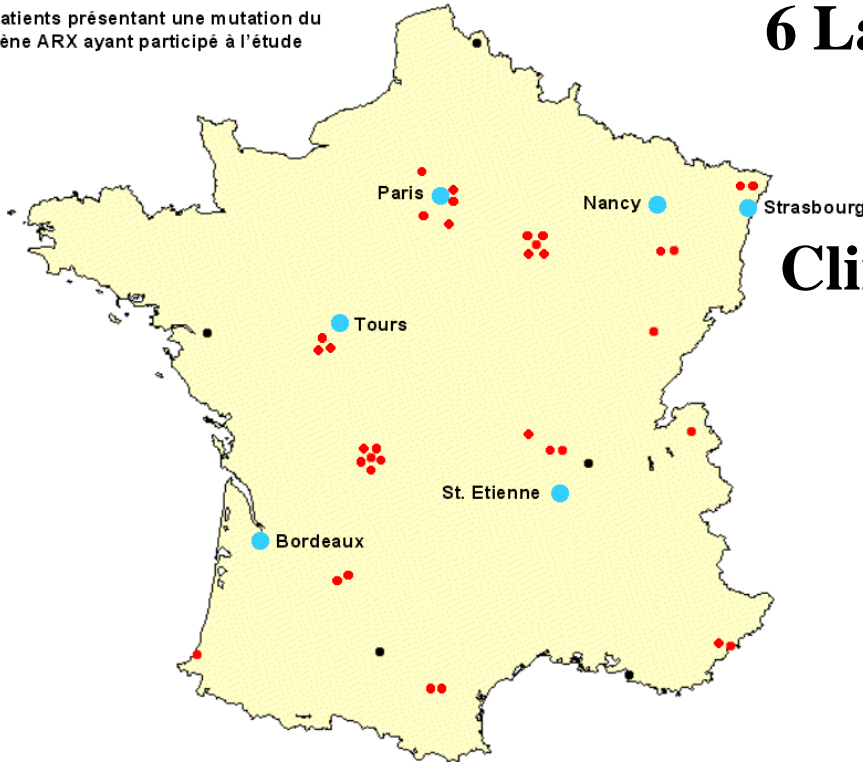 atients présentant une mutation du
ène ARX ayant participé à l'étude
6 La
Paris
Nancy
Strasbourg
Cli
Tours
St. Etienne
Bordeaux